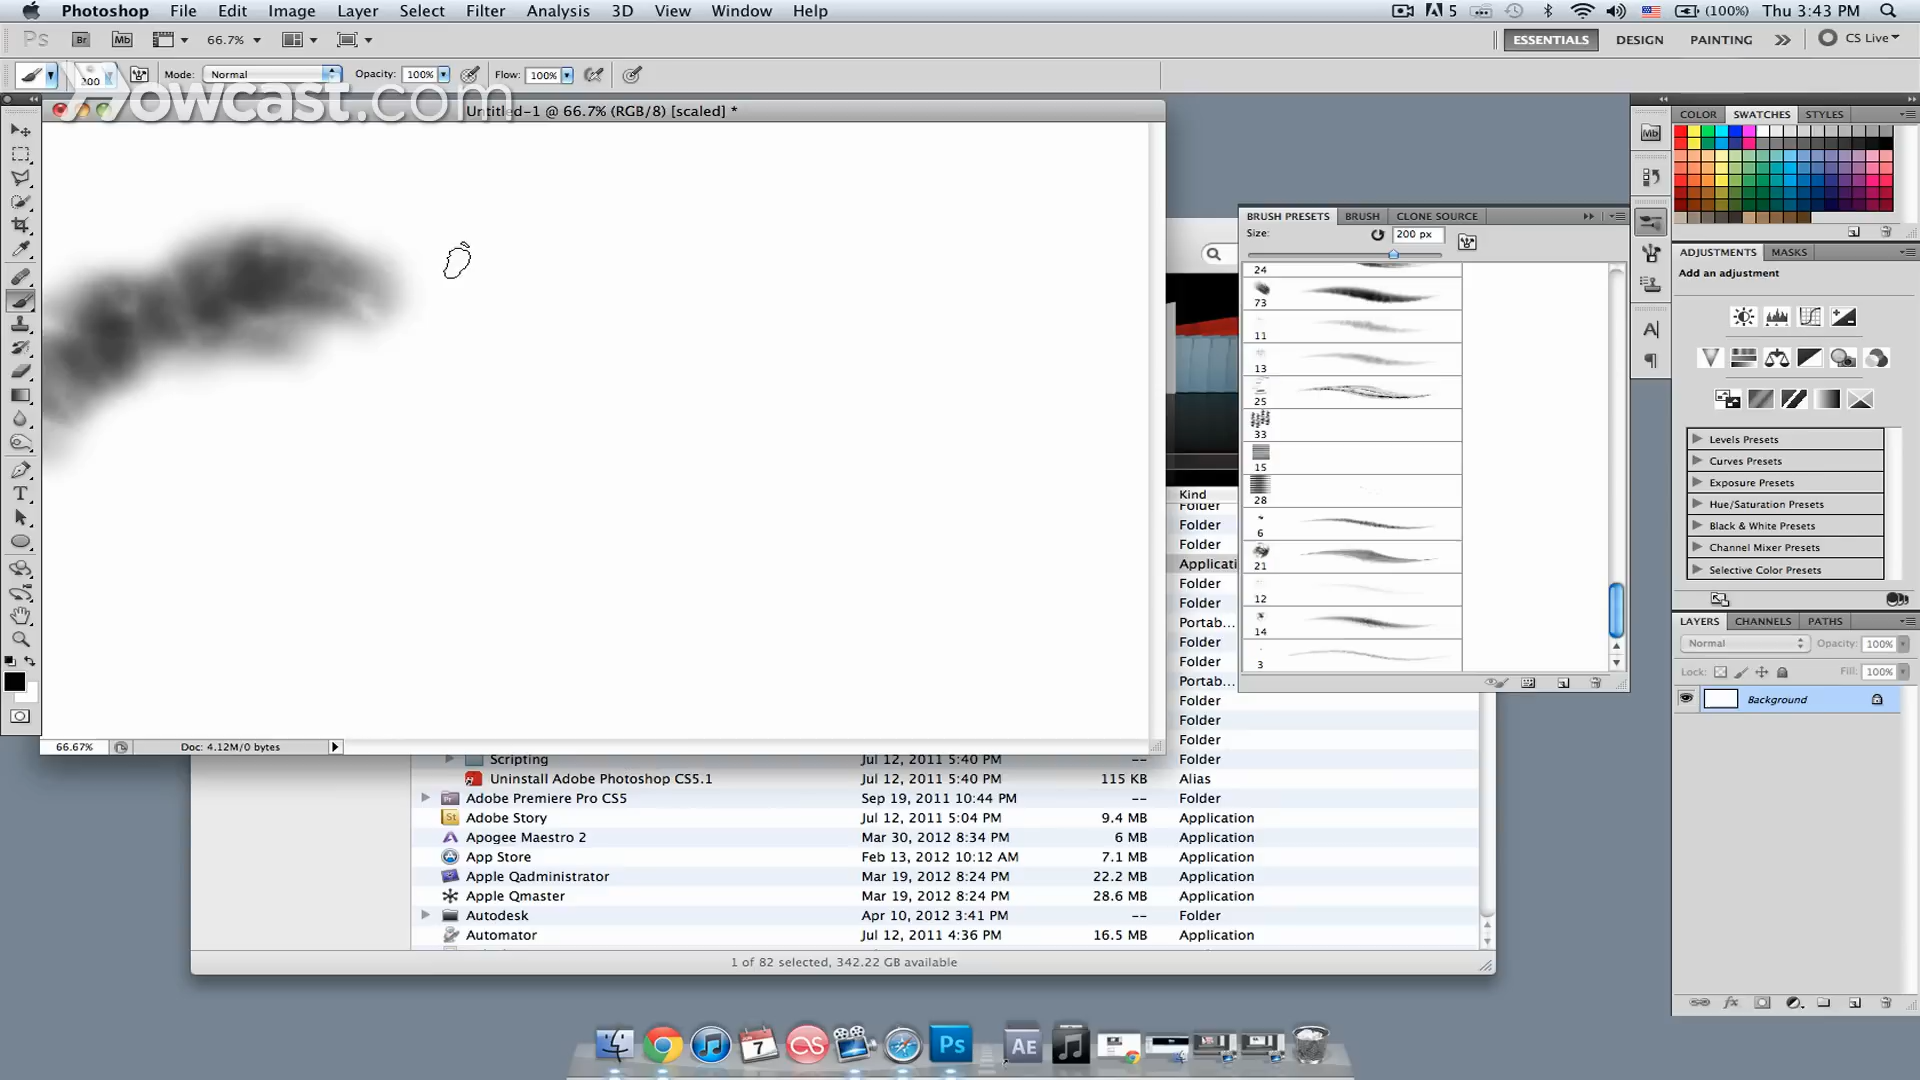 Photoshop File Edit Image Layer Select Filter Analysis 3D View Window Help 5 (100%) Thu 3:43 PM
Ps Br Mb 66.7% ESSENTIALS DESIGN PAINTING CS Live
200 Mode: Normal Opacity: 100% Flow: 100%
Howcast.com
Untitled-1 @ 66.7% (RGB/8) [scaled] *
COLOR SWATCHES STYLES
Mb
BRUSH PRESETS BRUSH CLONE SOURCE
Size: 200 px
24
73
11
13
25
33
15
28
6
21
12
14
3
ADJUSTMENTS MASKS
Add an adjustment
Levels Presets
Curves Presets
Exposure Presets
Hue/Saturation Presets
Black & White Presets
Channel Mixer Presets
Selective Color Presets
LAYERS CHANNELS PATHS
Normal Opacity: 100%
Lock: Fill: 100%
Background
Kind
Folder
Folder
Folder
Applicati
Folder
Folder
Portab...
Folder
Folder
Portab...
Folder
Folder
Folder
66.67% Doc: 4.12M/0 bytes
Scripting Jul 12, 2011 5:40 PM -- Folder
Uninstall Adobe Photoshop CS5.1 Jul 12, 2011 5:40 PM 115 KB Alias
Adobe Premiere Pro CS5 Sep 19, 2011 10:44 PM -- Folder
Adobe Story Jul 12, 2011 5:04 PM 9.4 MB Application
Apogee Maestro 2 Mar 30, 2012 8:34 PM 6 MB Application
App Store Feb 13, 2012 10:12 AM 7.1 MB Application
Apple Qadministrator Mar 19, 2012 8:24 PM 22.2 MB Application
Apple Qmaster Mar 19, 2012 8:24 PM 28.6 MB Application
Autodesk Apr 10, 2012 3:41 PM -- Folder
Automator Jul 12, 2011 4:36 PM 16.5 MB Application
1 of 82 selected, 342.22 GB available
7 Ps AE